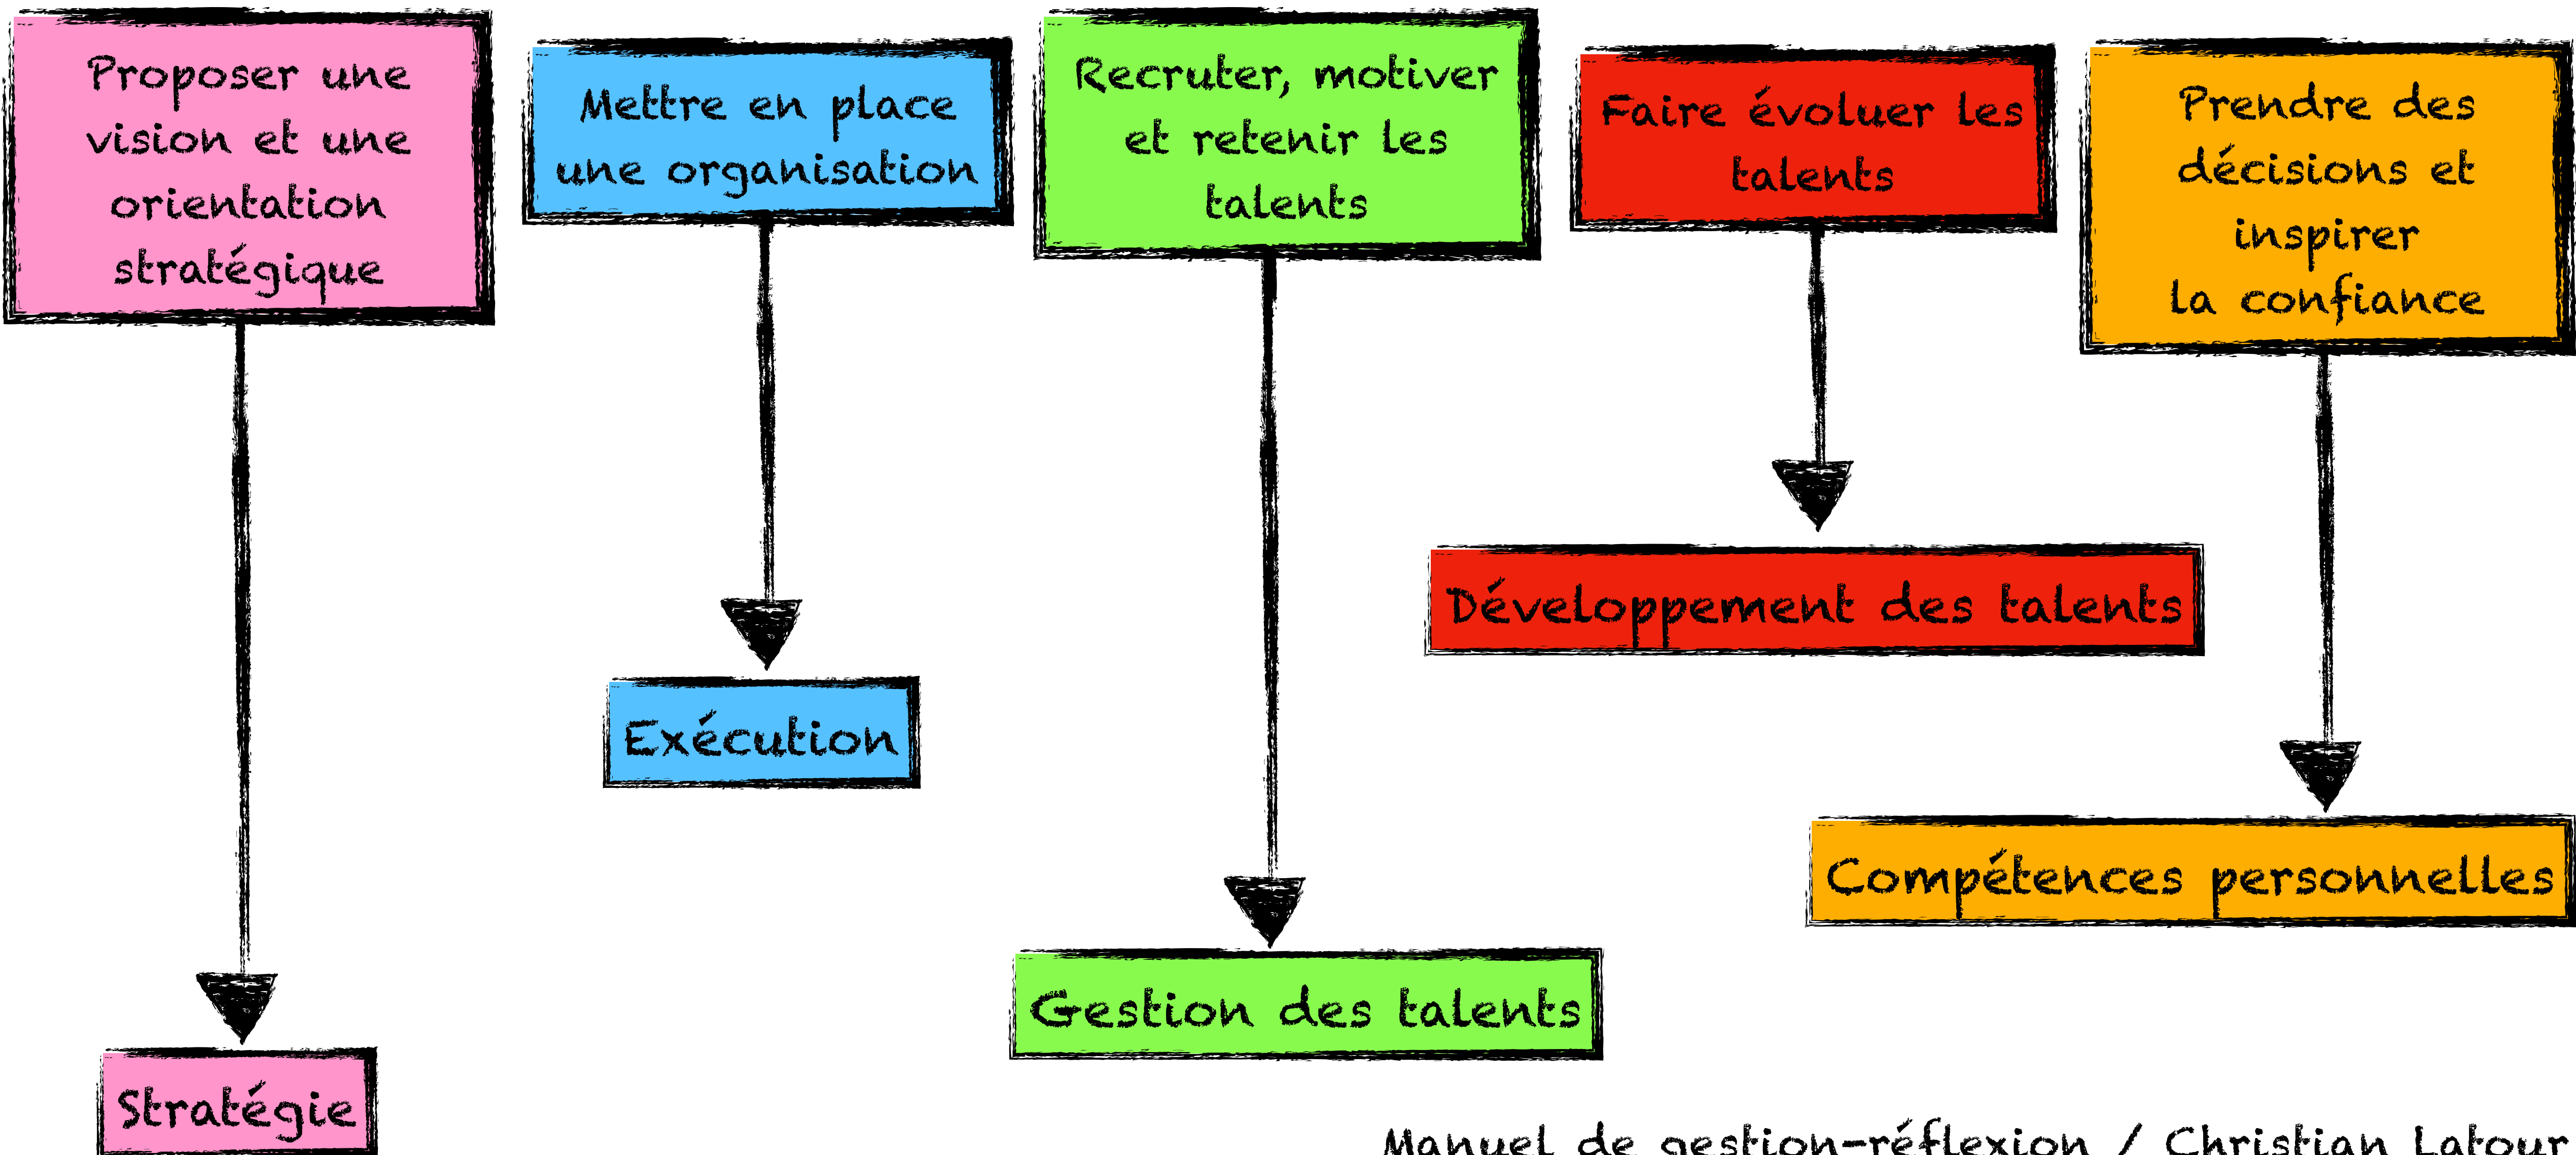 Proposer une
vision et une
orientation
stratégique
Mettre en place
une organisation
Recruter, motiver
et retenir les
talents
Faire évoluer les
talents
Prendre des
décisions et
inspirer
la confiance
Développement des talents
Exécution
Compétences personnelles
Gestion des talents
Stratégie
Manuel de gestion-réflexion / Christian Latour